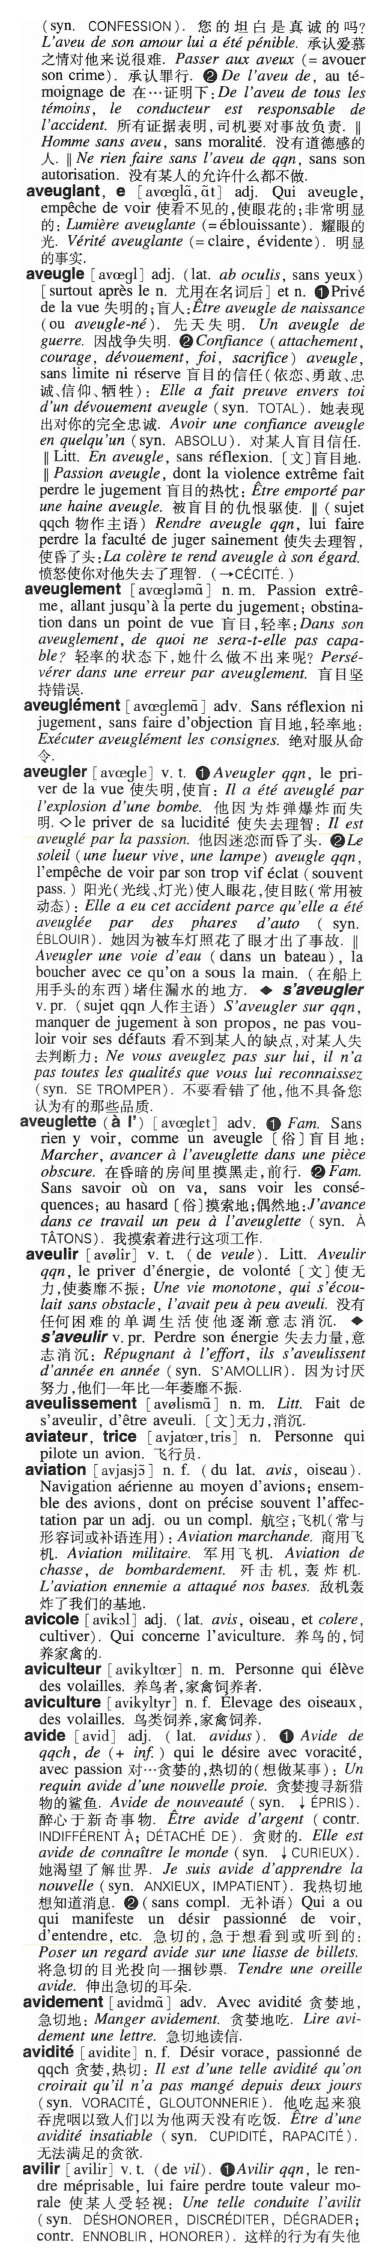 (syn. CONFESSION). 您的坦白是真诚的吗?
L'aveu de son amour lui a été pénible. 承认爱慕
之情对他来说很难. Passer aux aveux (= avouer
son crime). 承认罪行. ❷ De l'aveu de, au té-
moignage de 在…证明下: De l'aveu de tous les
témoins, le conducteur est responsable de
l'accident. 所有证据表明,司机要对事故负责. ‖
Homme sans aveu, sans moralité. 没有道德感的
人. ‖ Ne rien faire sans l'aveu de qqn, sans son
autorisation. 没有某人的允许什么都不做.
aveuglant, e [avœglɑ̃,ɑ̃t] adj. Qui aveugle,
empêche de voir 使看不见的,使眼花的;非常明显
的: Lumière aveuglante (= éblouissante). 耀眼的
光. Vérité aveuglante (= claire, évidente). 明显
的事实.
aveugle [avœgl] adj. (lat. ab oculis, sans yeux)
[surtout après le n. 尤用在名词后] et n. ❶ Privé
de la vue 失明的;盲人: Être aveugle de naissance
(ou aveugle-né). 先天失明. Un aveugle de
guerre. 因战争失明. ❷ Confiance (attachement,
courage, dévouement, foi, sacrifice) aveugle,
sans limite ni réserve 盲目的信任(依恋、勇敢、忠
诚、信仰、牺牲): Elle a fait preuve envers toi
d'un dévouement aveugle (syn. TOTAL). 她表现
出对你的完全忠诚. Avoir une confiance aveugle
en quelqu'un (syn. ABSOLU). 对某人盲目信任.
‖ Litt. En aveugle, sans réflexion. 〔文〕盲目地.
‖ Passion aveugle, dont la violence extrême fait
perdre le jugement 盲目的热忱: Être emporté par
une haine aveugle. 被盲目的仇恨驱使. ‖ (sujet
qqch 物作主语) Rendre aveugle qqn, lui faire
perdre la faculté de juger sainement 使失去理智,
使昏了头: La colère te rend aveugle à son égard.
愤怒使你对他失去了理智. (→CÉCITÉ.)
aveuglement [avœgləmɑ̃] n. m. Passion extrê-
me, allant jusqu'à la perte du jugement; obstina-
tion dans un point de vue 盲目,轻率: Dans son
aveuglement, de quoi ne sera-t-elle pas capa-
ble? 轻率的状态下,她什么做不出来呢? Persé-
vérer dans une erreur par aveuglement. 盲目坚
持错误.
aveuglément [avœglemɑ̃] adv. Sans réflexion ni
jugement, sans faire d'objection 盲目地,轻率地:
Exécuter aveuglément les consignes. 绝对服从命
令.
aveugler [avœgle] v. t. ❶ Aveugler qqn, le pri-
ver de la vue 使失明,使盲: Il a été aveuglé par
l'explosion d'une bombe. 他因为炸弹爆炸而失
明. ◇ le priver de sa lucidité 使失去理智: Il est
aveuglé par la passion. 他因迷恋而昏了头. ❷ Le
soleil (une lueur vive, une lampe) aveugle qqn,
l'empêche de voir par son trop vif éclat (souvent
pass.) 阳光(光线、灯光)使人眼花,使目眩(常用被
动态): Elle a eu cet accident parce qu'elle a été
aveuglée par des phares d'auto ( syn.
ÉBLOUIR). 她因为被车灯照花了眼才出了事故. ‖
Aveugler une voie d'eau (dans un bateau), la
boucher avec ce qu'on a sous la main. (在船上
用手头的东西)堵住漏水的地方. ◆ s'aveugler
v. pr. (sujet qqn 人作主语) S'aveugler sur qqn,
manquer de jugement à son propos, ne pas vou-
loir voir ses défauts 看不到某人的缺点,对某人失
去判断力: Ne vous aveuglez pas sur lui, il n'a
pas toutes les qualités que vous lui reconnaissez
(syn. SE TROMPER). 不要看错了他,他不具备您
认为有的那些品质.
aveuglette (à l') [avœglɛt] adv. ❶ Fam. Sans
rien y voir, comme un aveugle 〔俗〕盲目地:
Marcher, avancer à l'aveuglette dans une pièce
obscure. 在昏暗的房间里摸黑走,前行. ❷ Fam.
Sans savoir où on va, sans voir les consé-
quences; au hasard 〔俗〕摸索地;偶然地: J'avance
dans ce travail un peu à l'aveuglette (syn. À
TÂTONS). 我摸索着进行这项工作.
aveulir [avølir] v. t. (de veule). Litt. Aveulir
qqn, le priver d'énergie, de volonté 〔文〕使无
力,使萎靡不振: Une vie monotone, qui s'écou-
lait sans obstacle, l'avait peu à peu aveuli. 没有
任何困难的单调生活使他逐渐意志消沉. ◆
s'aveulir v. pr. Perdre son énergie 失去力量,意
志消沉: Répugnant à l'effort, ils s'aveulissent
d'année en année (syn. S'AMOLLIR). 因为讨厌
努力,他们一年比一年萎靡不振.
aveulissement [avølismɑ̃] n. m. Litt. Fait de
s'aveulir, d'être aveuli. 〔文〕无力,消沉.
aviateur, trice [avjatœr,tris] n. Personne qui
pilote un avion. 飞行员.
aviation [avjasjɔ̃] n. f. (du lat. avis, oiseau).
Navigation aérienne au moyen d'avions; ensem-
ble des avions, dont on précise souvent l'affec-
tation par un adj. ou un compl. 航空;飞机(常与
形容词或补语连用): Aviation marchande. 商用飞
机. Aviation militaire. 军用飞机. Aviation de
chasse, de bombardement. 歼击机,轰炸机.
L'aviation ennemie a attaqué nos bases. 敌机轰
炸了我们的基地.
avicole [avikɔl] adj. (lat. avis, oiseau, et colere,
cultiver). Qui concerne l'aviculture. 养鸟的,饲
养家禽的.
aviculteur [avikyltœr] n. m. Personne qui élève
des volailles. 养鸟者,家禽饲养者.
aviculture [avikyltyr] n. f. Élevage des oiseaux,
des volailles. 鸟类饲养,家禽饲养.
avide [avid] adj. ( lat. avidus). ❶ Avide de
qqch, de (+ inf.) qui le désire avec voracité,
avec passion 对…贪婪的,热切的(想做某事): Un
requin avide d'une nouvelle proie. 贪婪搜寻新猎
物的鲨鱼. Avide de nouveauté (syn. ↓ÉPRIS).
醉心于新奇事物. Être avide d'argent (contr.
INDIFFÉRENT À; DÉTACHÉ DE). 贪财的. Elle est
avide de connaître le monde (syn. ↓CURIEUX).
她渴望了解世界. Je suis avide d'apprendre la
nouvelle (syn. ANXIEUX, IMPATIENT). 我热切地
想知道消息. ❷ (sans compl. 无补语) Qui a ou
qui manifeste un désir passionné de voir,
d'entendre, etc. 急切的,急于想看到或听到的:
Poser un regard avide sur une liasse de billets.
将急切的目光投向一捆钞票. Tendre une oreille
avide. 伸出急切的耳朵.
avidement [avidmɑ̃] adv. Avec avidité 贪婪地,
急切地: Manger avidement. 贪婪地吃. Lire avi-
dement une lettre. 急切地读信.
avidité [avidite] n. f. Désir vorace, passionné de
qqch 贪婪,热切: Il est d'une telle avidité qu'on
croirait qu'il n'a pas mangé depuis deux jours
(syn. VORACITÉ, GLOUTONNERIE). 他吃起来狼
吞虎咽以致人们以为他两天没有吃饭. Être d'une
avidité insatiable (syn. CUPIDITÉ, RAPACITÉ).
无法满足的贪欲.
avilir [avilir] v. t. (de vil). ❶ Avilir qqn, le ren-
dre méprisable, lui faire perdre toute valeur mo-
rale 使某人受轻视: Une telle conduite l'avilit
(syn. DÉSHONORER, DISCRÉDITER, DÉGRADER;
contr. ENNOBLIR, HONORER). 这样的行为有失他